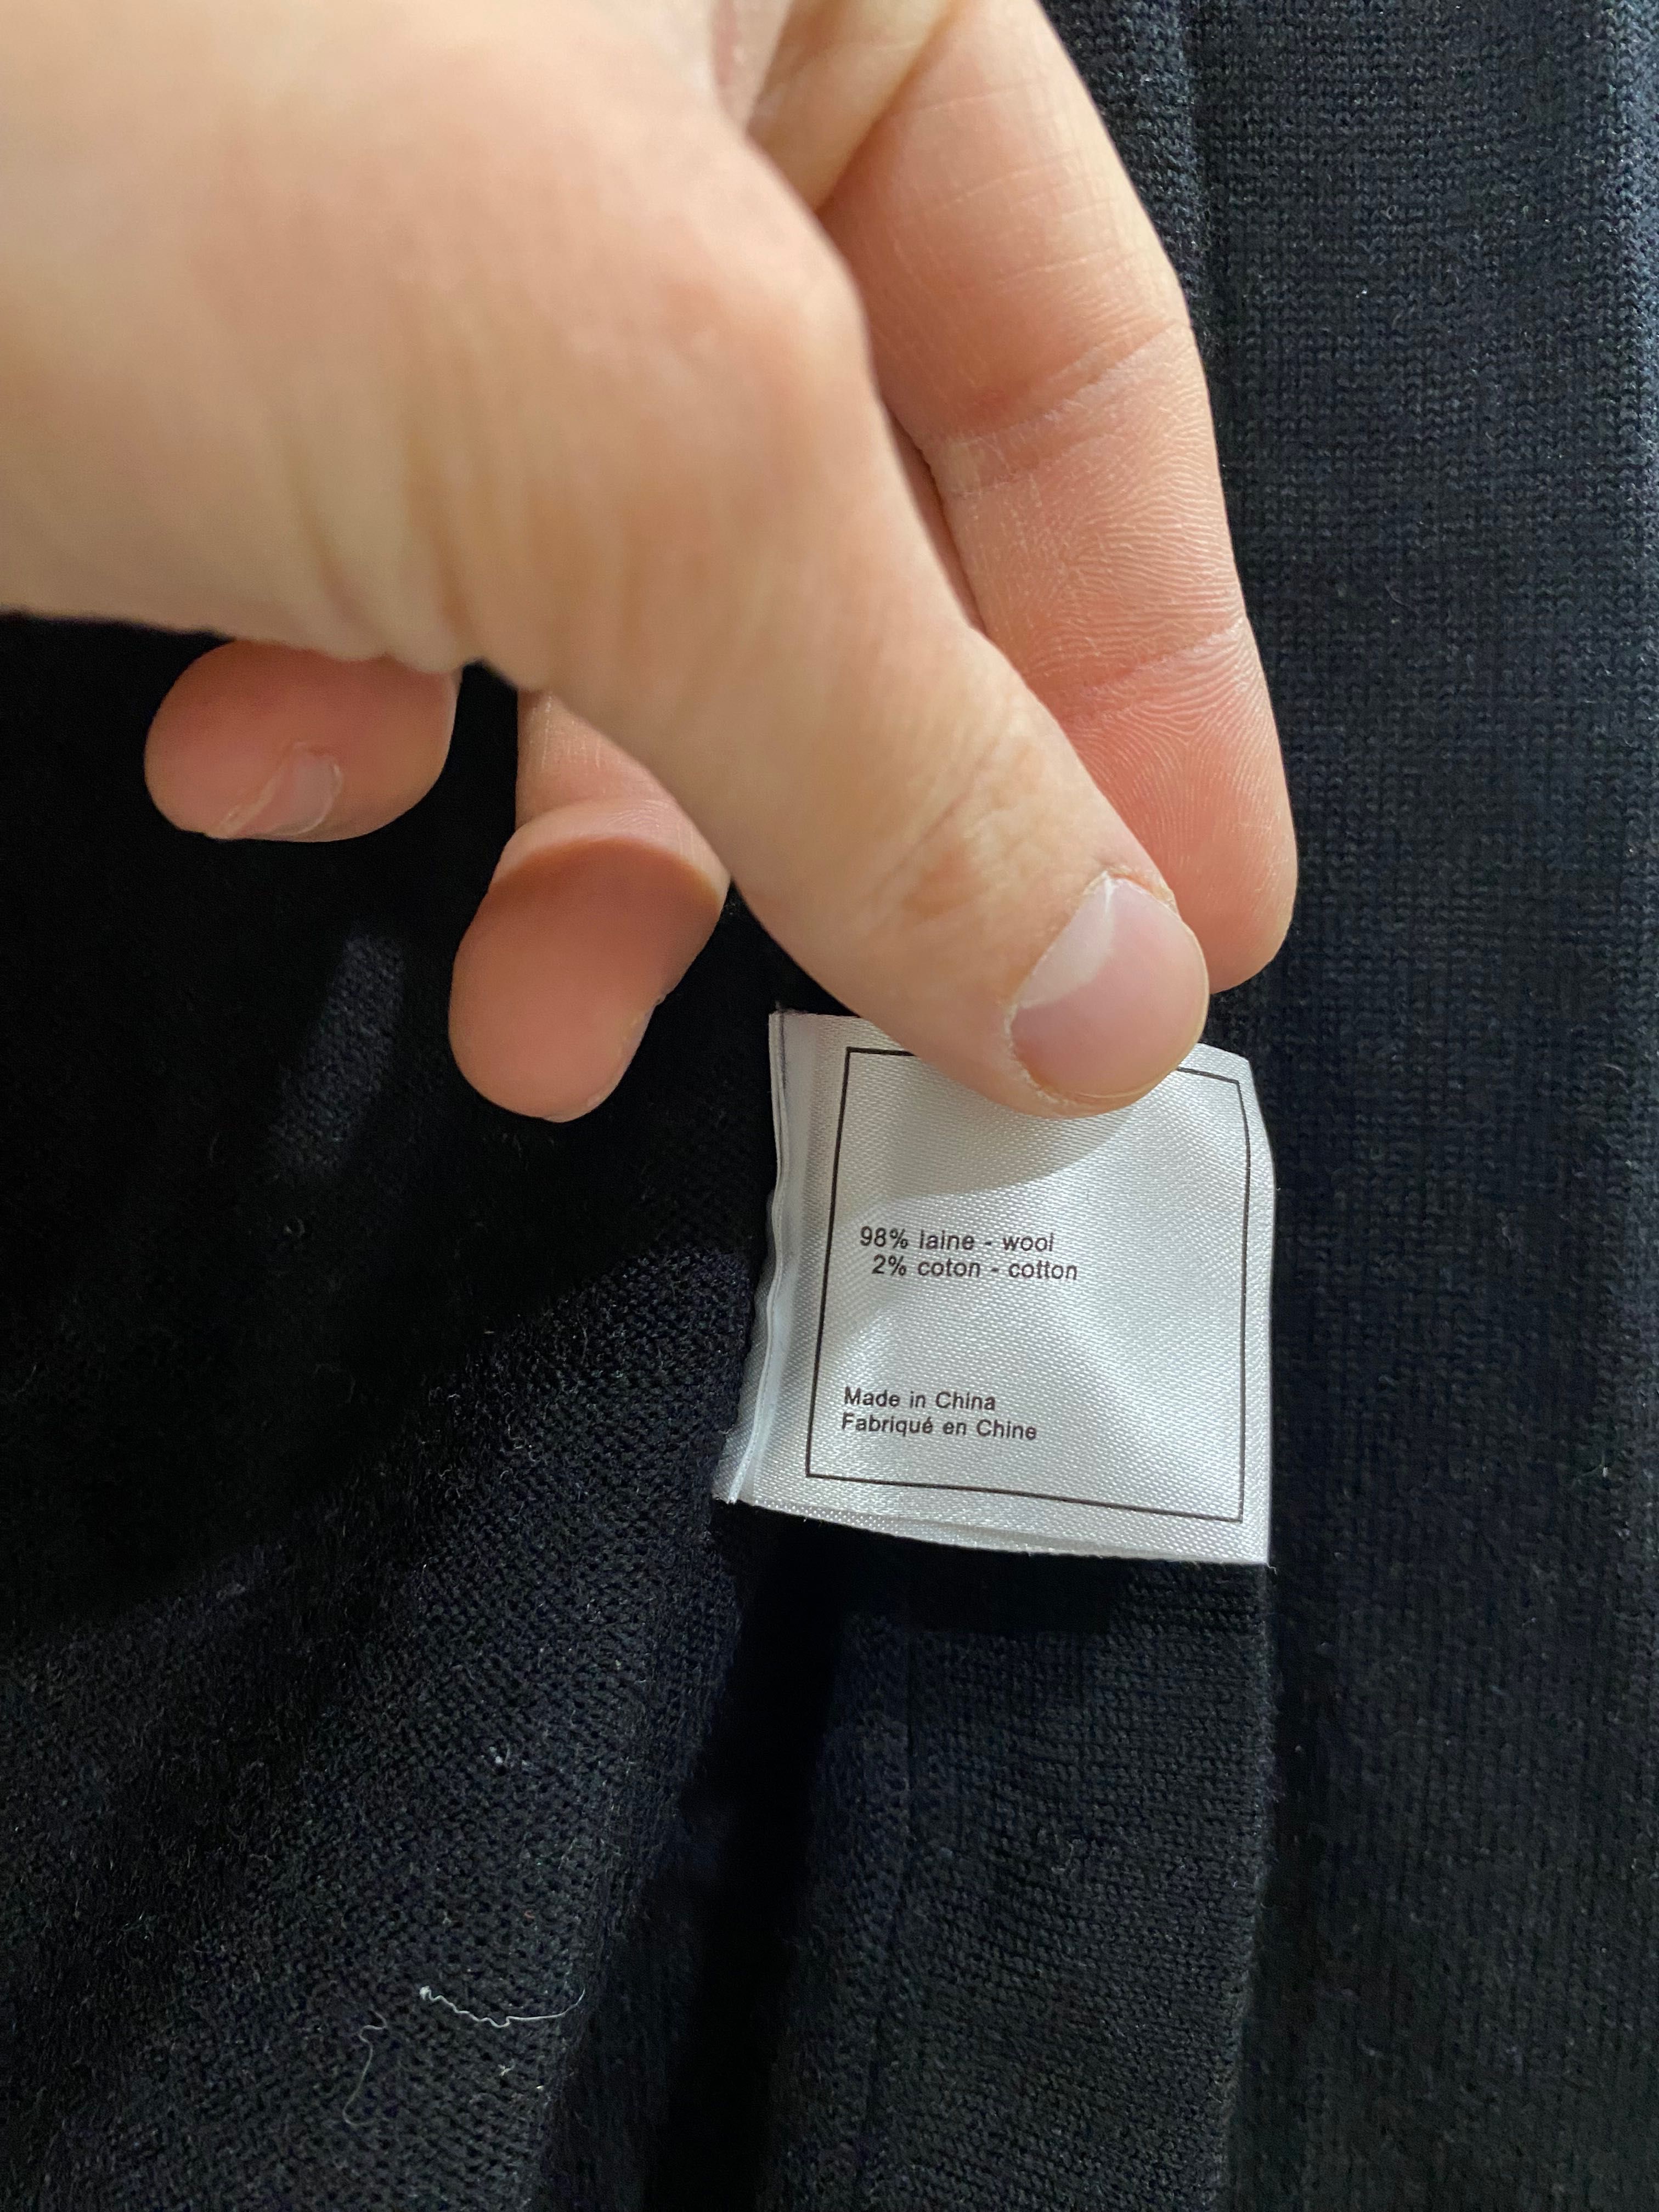 98% laine - wool
2% coton - cotton
Made in China
Fabriqué en Chine